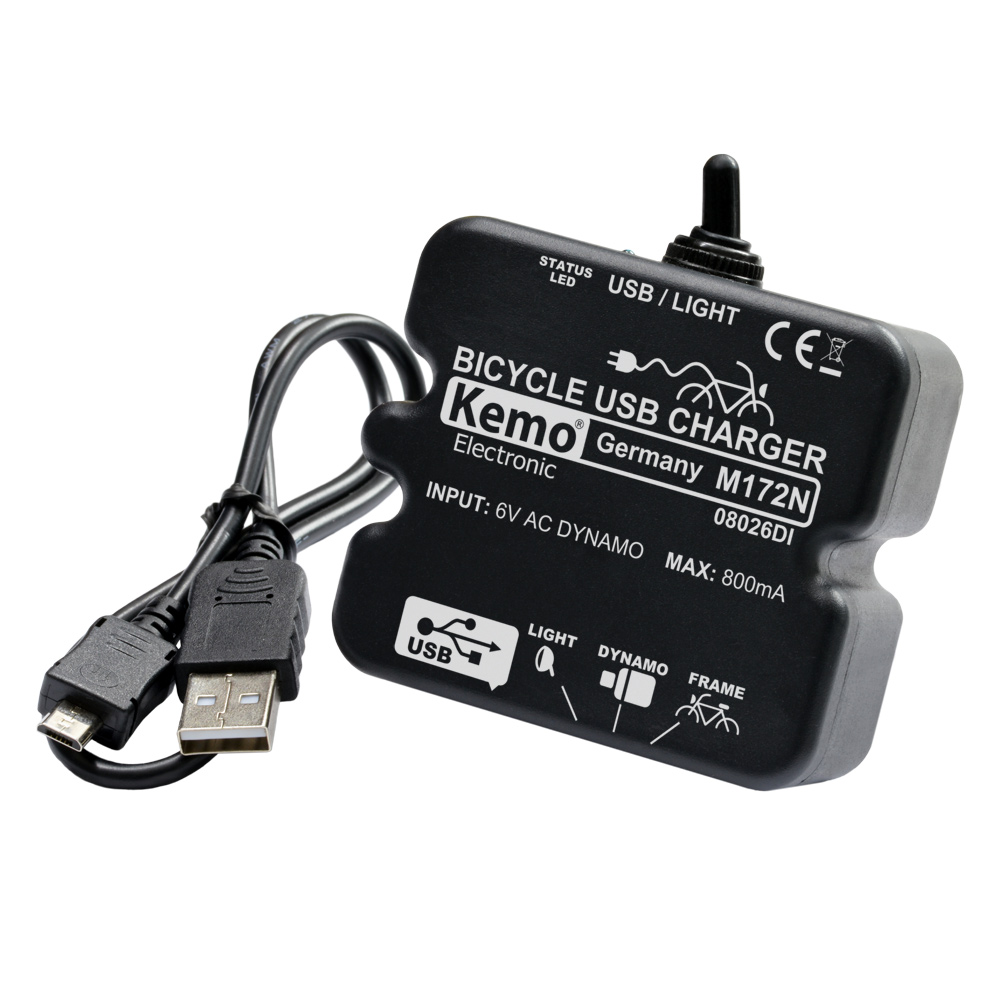 STATUS
LED
USB / LIGHT
CE
BICYCLE USB CHARGER
Kemo®
Germany M172N
Electronic
08026DI
INPUT: 6V AC DYNAMO
MAX: 800mA
USB
LIGHT
DYNAMO
FRAME